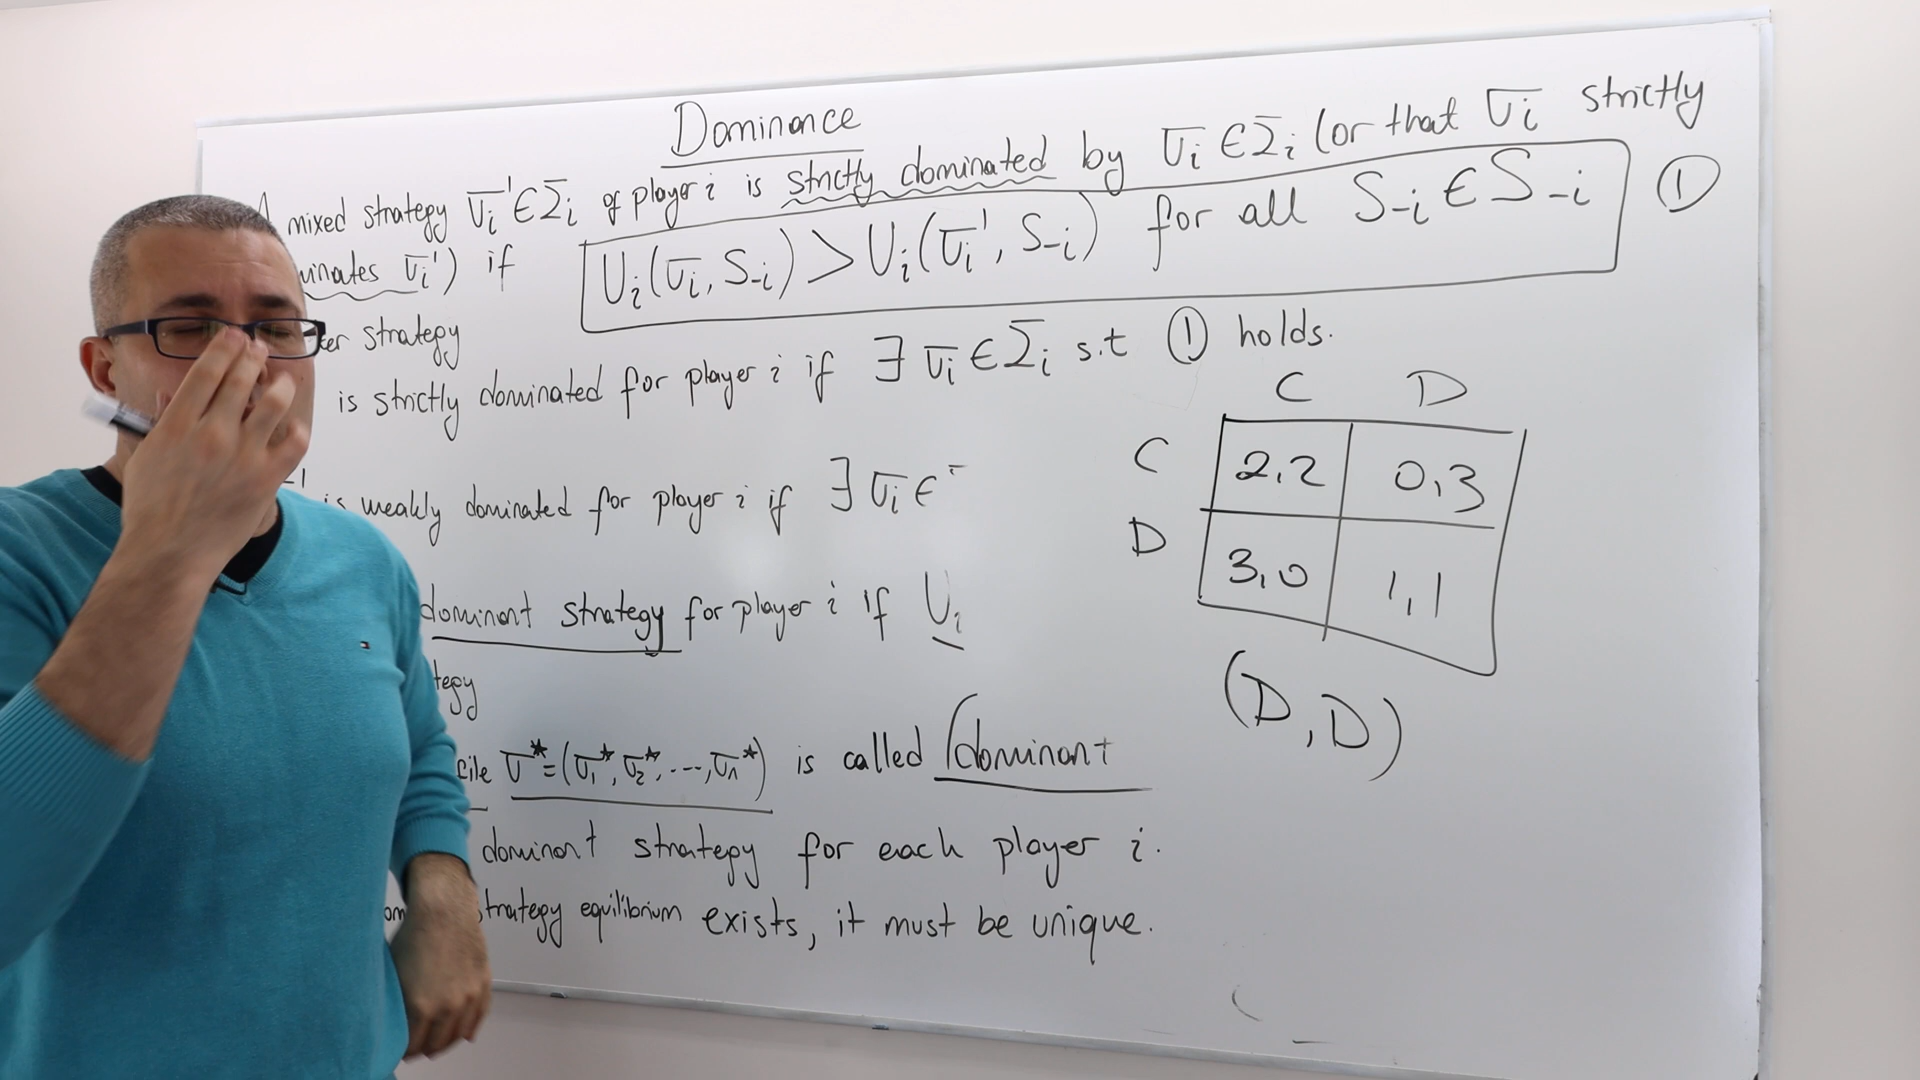 Dominance
mixed strategy σi'∈Σi of player i is strictly dominated by σi∈Σi (or that σi strictly
σi') if Ui(σi, S-i) > Ui(σi', S-i) for all S-i ∈ S-i ①
strategy
is strictly dominated for player i if ∃ σi∈Σi s.t ① holds.
C D
C 2,2 0,3
D 3,0 1,1
is weakly dominated for player i if ∃ σi ∈
dominant strategy for player i if Ui
(D,D)
σ*=(σ1*, σ2*, ..., σn*) is called (dominant
dominant strategy for each player i.
strategy equilibrium exists, it must be unique.